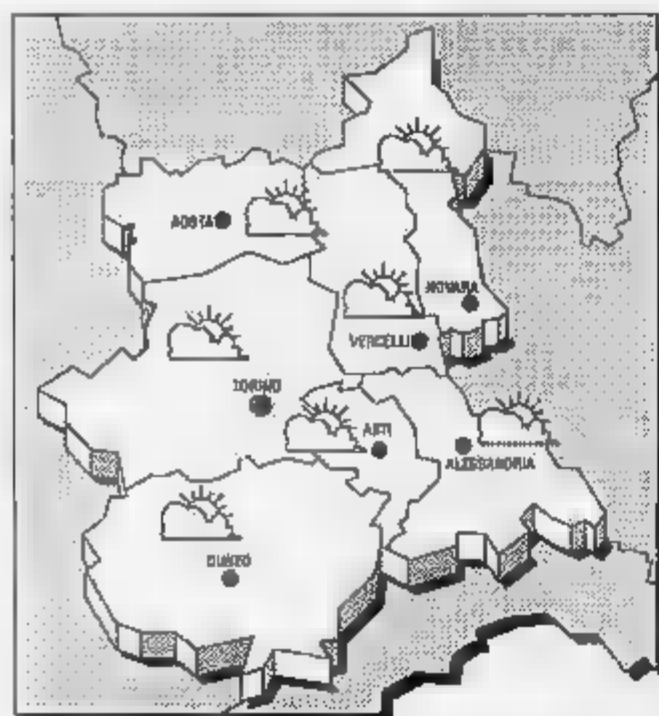 AOSTA
NOVARA
VERCELLI
TORINO
ASTI
ALESSANDRIA
CUNEO